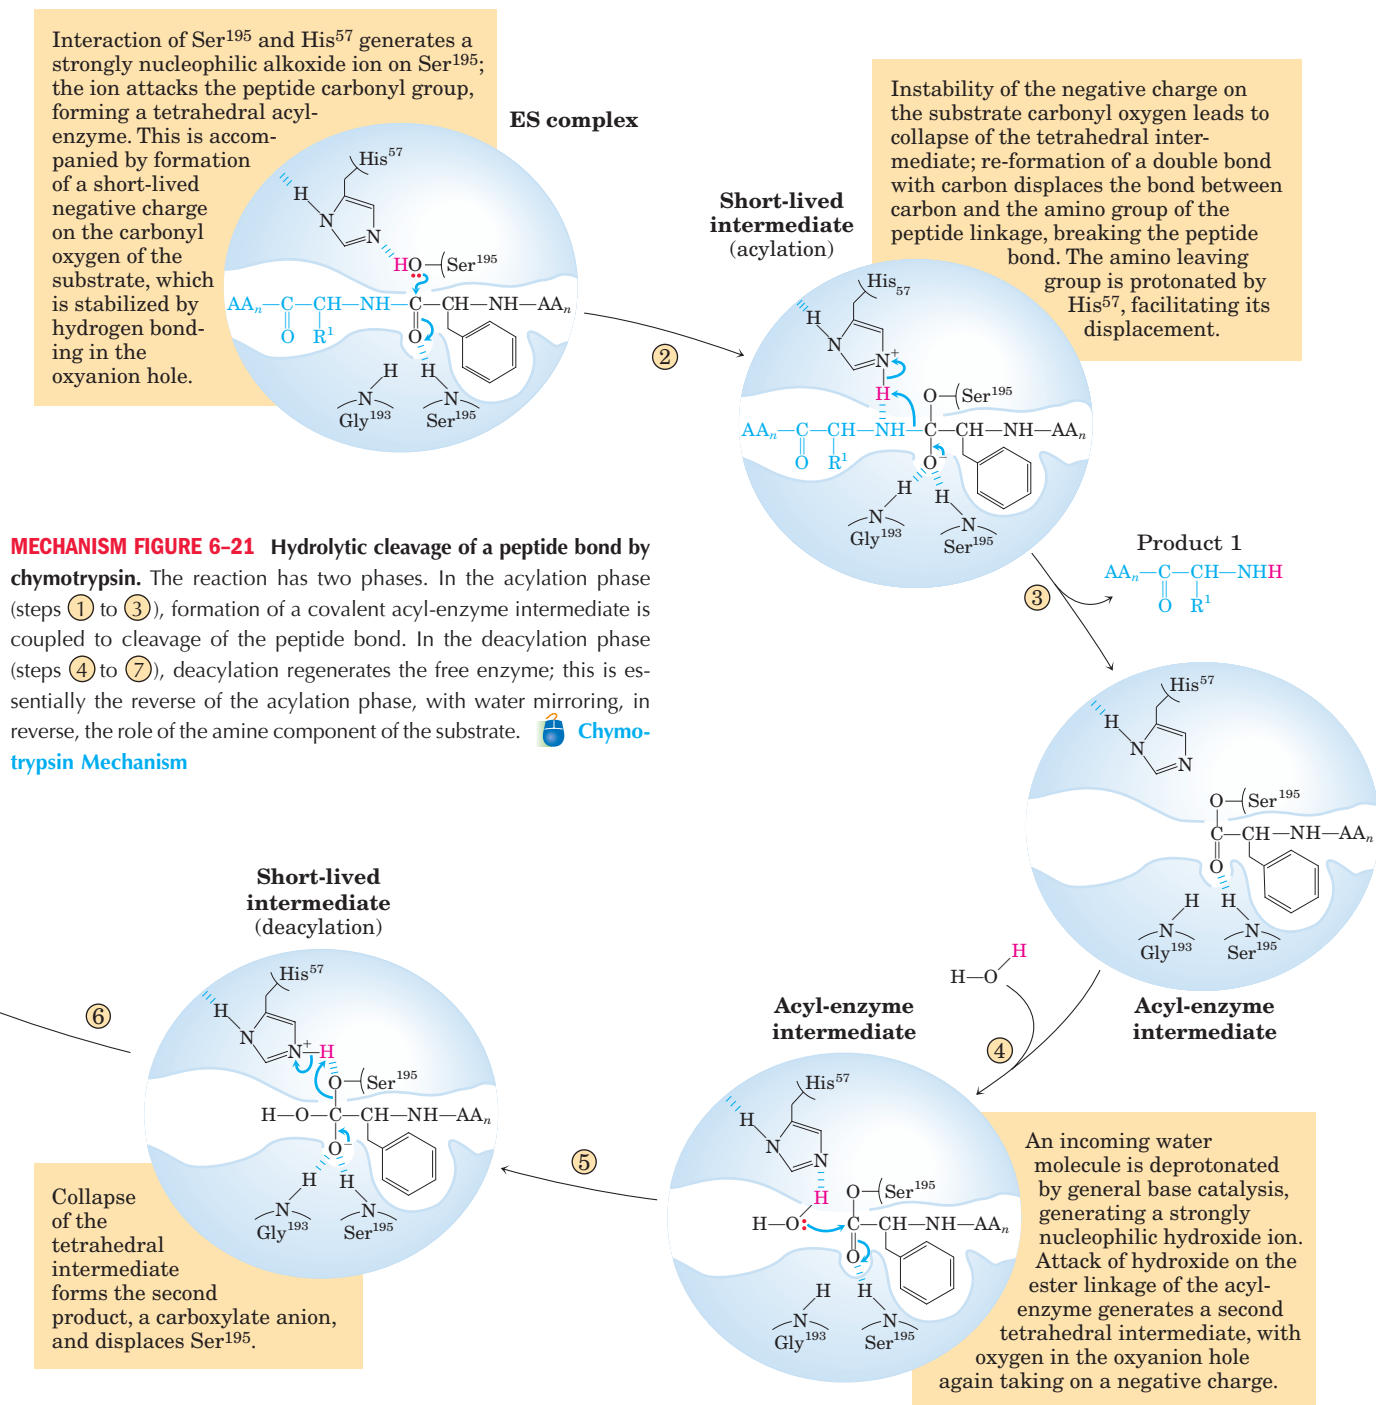 Interaction of Ser195 and His57 generates a
strongly nucleophilic alkoxide ion on Ser195;
the ion attacks the peptide carbonyl group,
forming a tetrahedral acyl-
enzyme. This is accom-
panied by formation
of a short-lived
negative charge
on the carbonyl
oxygen of the
substrate, which
is stabilized by
hydrogen bond-
ing in the
oxyanion hole.
ES complex
His57
H
N
N
HO Ser195
AAn—C—CH—NH—C—CH—NH—AAn
O R1 O
H H
N N
Gly193 Ser195
2
Short-lived
intermediate
(acylation)
Instability of the negative charge on
the substrate carbonyl oxygen leads to
collapse of the tetrahedral inter-
mediate; re-formation of a double bond
with carbon displaces the bond between
carbon and the amino group of the
peptide linkage, breaking the peptide
bond. The amino leaving
group is protonated by
His57, facilitating its
displacement.
His57
H
N
N+
H O Ser195
AAn—C—CH—NH—C—CH—NH—AAn
O R1 O−
H H
N N
Gly193 Ser195
MECHANISM FIGURE 6–21 Hydrolytic cleavage of a peptide bond by
chymotrypsin. The reaction has two phases. In the acylation phase
(steps 1 to 3), formation of a covalent acyl-enzyme intermediate is
coupled to cleavage of the peptide bond. In the deacylation phase
(steps 4 to 7), deacylation regenerates the free enzyme; this is es-
sentially the reverse of the acylation phase, with water mirroring, in
reverse, the role of the amine component of the substrate. Chymo-
trypsin Mechanism
3
Product 1
AAn—C—CH—NHH
O R1
His57
H
N
N
O Ser195
C—CH—NH—AAn
O
H H
N N
Gly193 Ser195
Acyl-enzyme
intermediate
H
H—O
4
Acyl-enzyme
intermediate
His57
H
N
N
H
O Ser195
H—O C—CH—NH—AAn
O
H H
N N
Gly193 Ser195
An incoming water
molecule is deprotonated
by general base catalysis,
generating a strongly
nucleophilic hydroxide ion.
Attack of hydroxide on the
ester linkage of the acyl-
enzyme generates a second
tetrahedral intermediate, with
oxygen in the oxyanion hole
again taking on a negative charge.
5
Short-lived
intermediate
(deacylation)
His57
H
N
N+—H
O Ser195
H—O—C—CH—NH—AAn
O−
H H
N N
Gly193 Ser195
6
Collapse
of the
tetrahedral
intermediate
forms the second
product, a carboxylate anion,
and displaces Ser195.